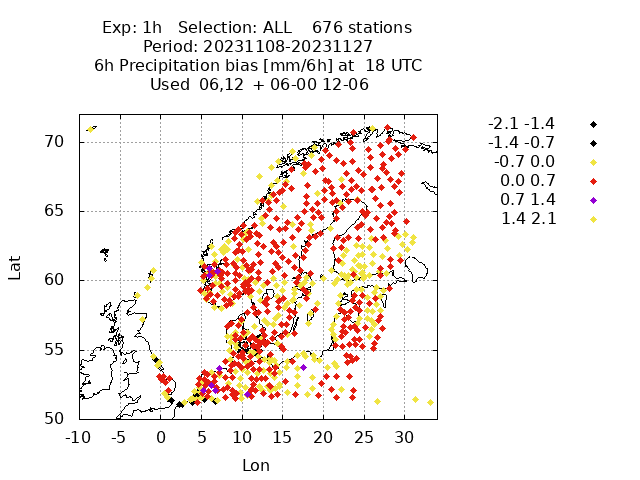 Exp: 1h Selection: ALL 676 stations
Period: 20231108-20231127
6h Precipitation bias [mm/6h] at 18 UTC
Used 06,12 + 06-00 12-06
-2.1 -1.4
-1.4 -0.7
-0.7 0.0
0.0 0.7
0.7 1.4
1.4 2.1
70
65
60
55
50
Lat
-10 -5 0 5 10 15 20 25 30
Lon